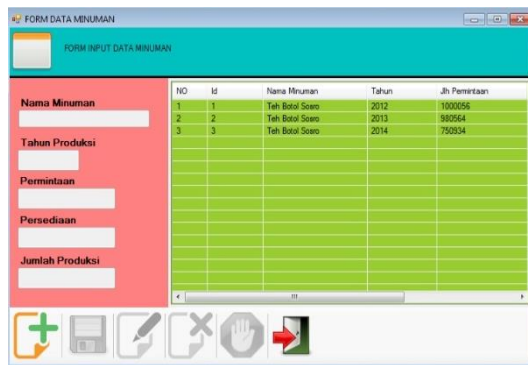 FORM DATA MINUMAN
FORM INPUT DATA MINUMAN
Nama Minuman
Tahun Produksi
Permintaan
Persediaan
Jumlah Produksi
NO Id Nama Minuman Tahun Jlh Permintaan
1 1 Teh Botol Sosro 2012 1000056
2 2 Teh Botol Sosro 2013 980564
3 3 Teh Botol Sosro 2014 750934